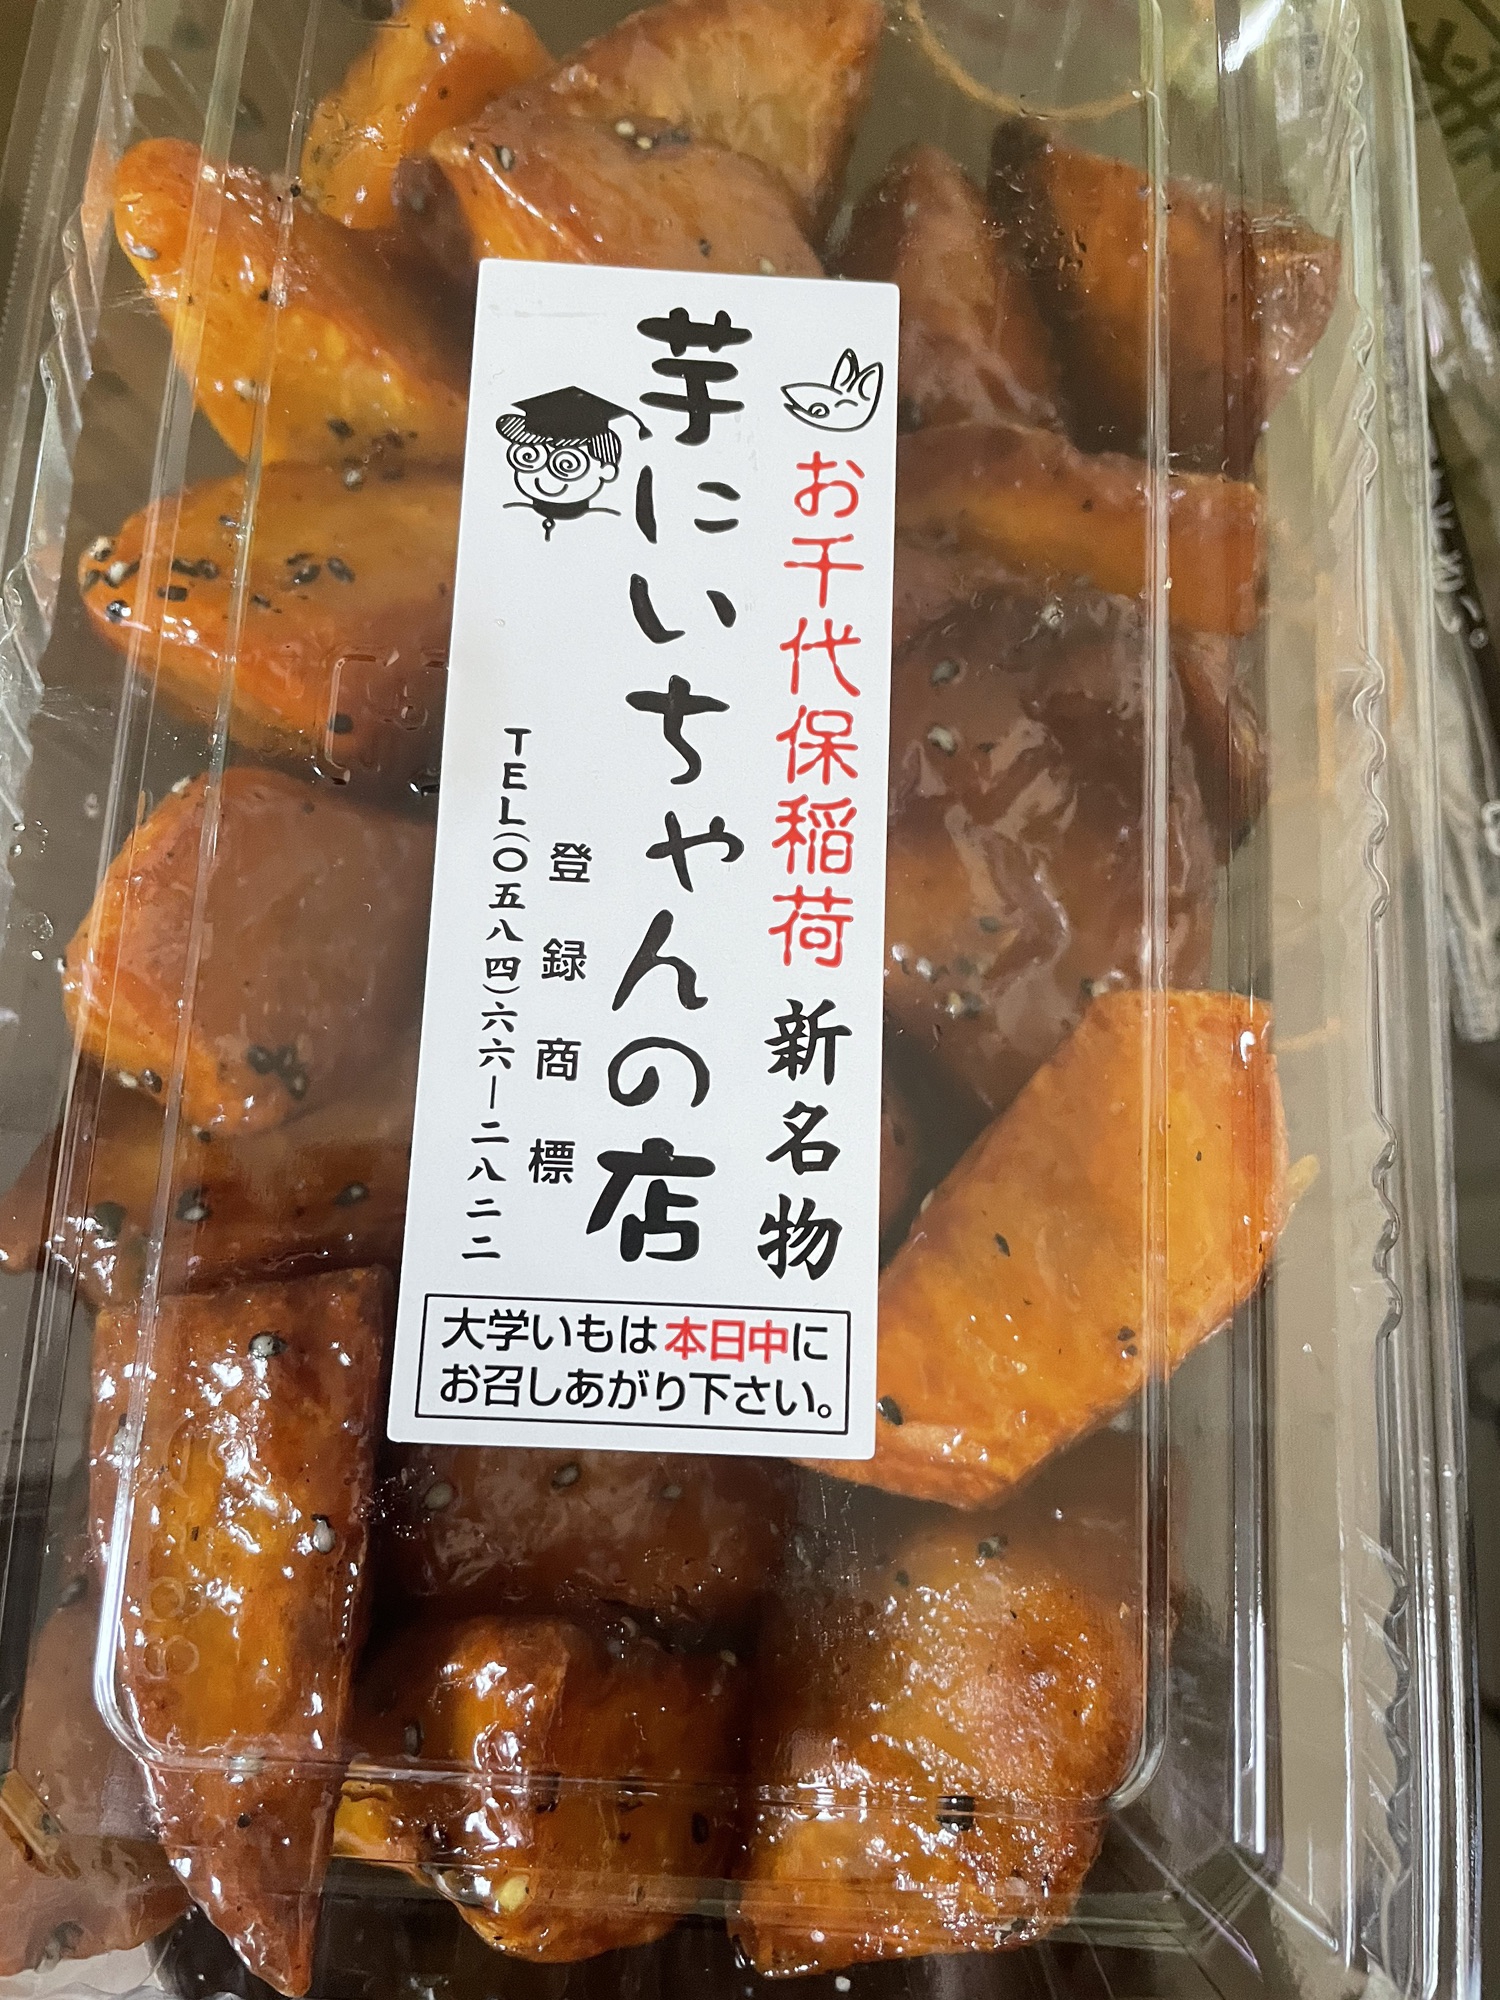 お千代保稲荷 新名物
芋にいちゃんの店
登録商標
TEL(〇五八四)六六ー二八二二
大学いもは本日中に
お召しあがり下さい。